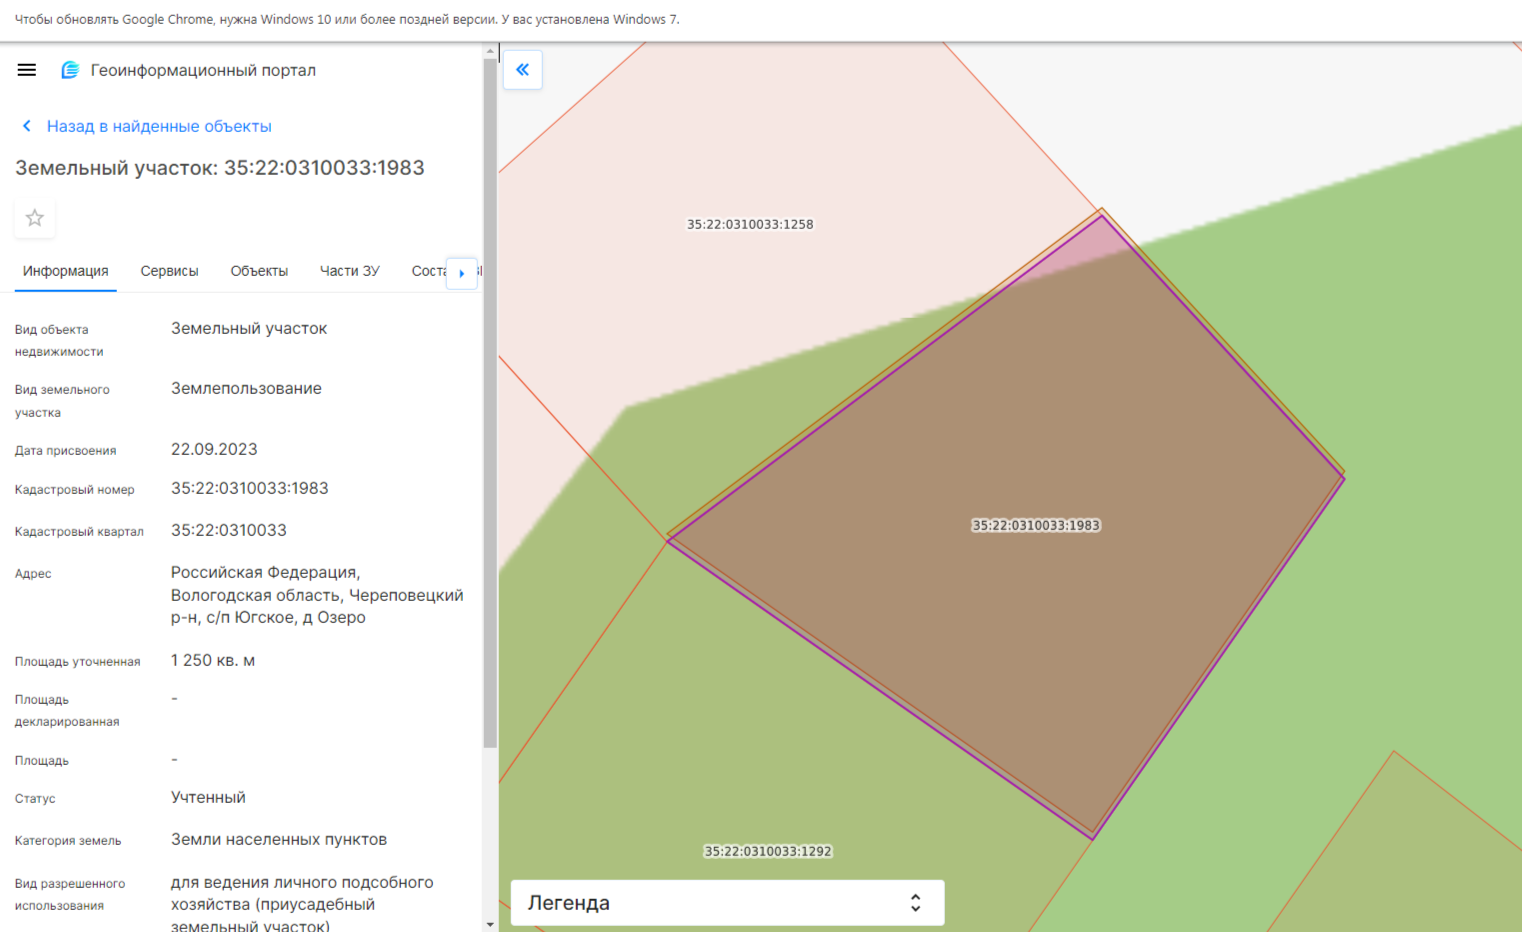 Чтобы обновлять Google Chrome, нужна Windows 10 или более поздней версии. У вас установлена Windows 7.
Геоинформационный портал
Назад в найденные объекты
Земельный участок: 35:22:0310033:1983
Информация Сервисы Объекты Части ЗУ Соста
Вид объекта
недвижимости
Земельный участок
Вид земельного
участка
Землепользование
Дата присвоения
22.09.2023
Кадастровый номер
35:22:0310033:1983
Кадастровый квартал
35:22:0310033
Адрес
Российская Федерация,
Вологодская область, Череповецкий
р-н, с/п Югское, д Озеро
Площадь уточненная
1 250 кв. м
Площадь
декларированная
-
Площадь
-
Статус
Учтенный
Категория земель
Земли населенных пунктов
Вид разрешенного
использования
для ведения личного подсобного
хозяйства (приусадебный
земельный участок)
35:22:0310033:1258
35:22:0310033:1983
35:22:0310033:1292
Легенда